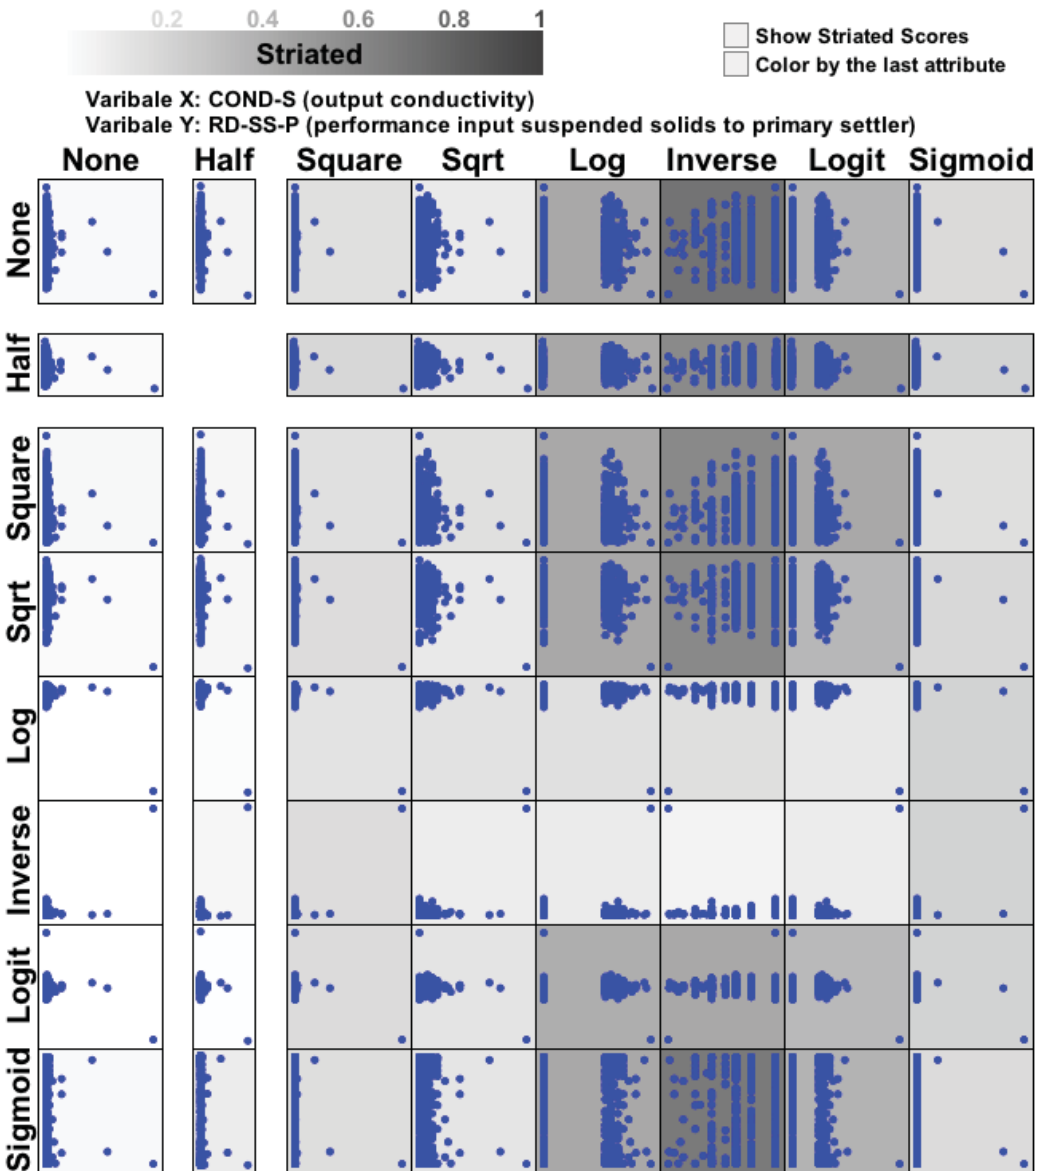 0.2 0.4 0.6 0.8 1
Striated
Show Striated Scores
Color by the last attribute
Varibale X: COND-S (output conductivity)
Varibale Y: RD-SS-P (performance input suspended solids to primary settler)
None Half Square Sqrt Log Inverse Logit Sigmoid
None
Half
Square
Sqrt
Log
Inverse
Logit
Sigmoid